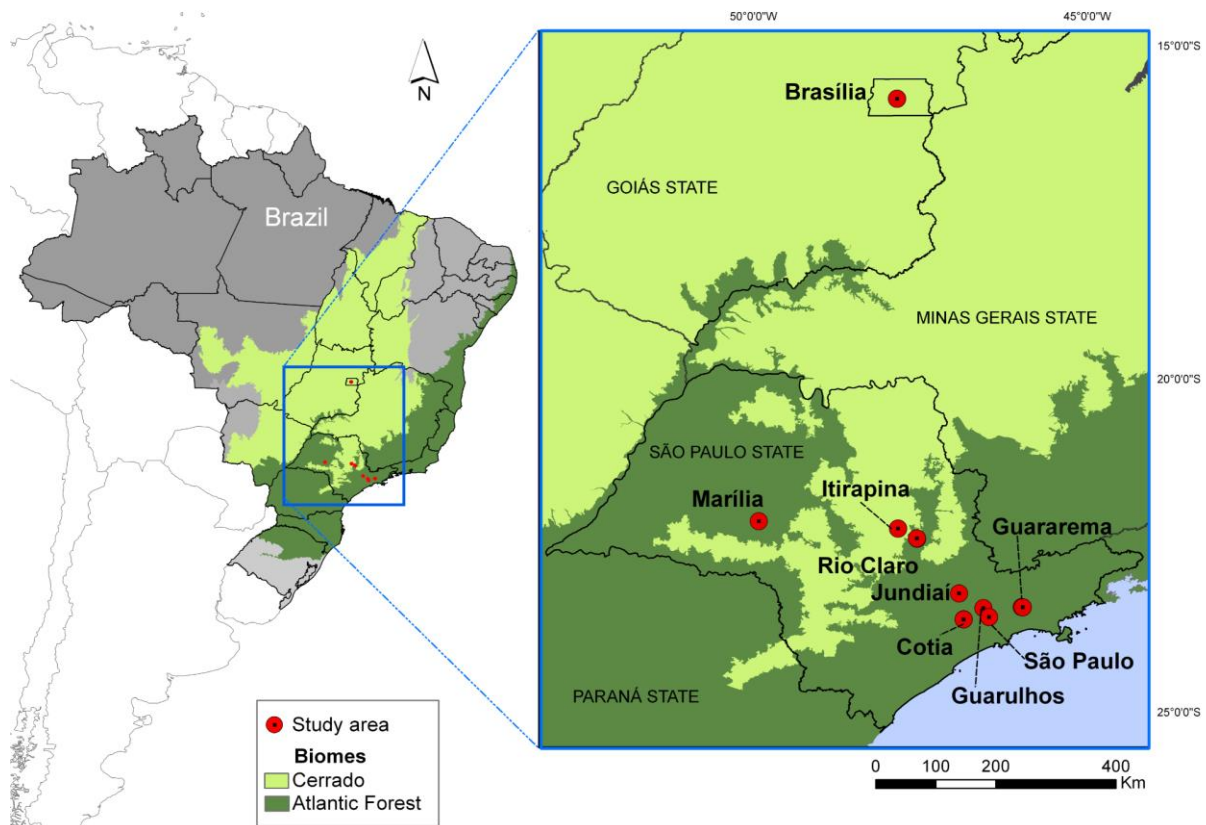 50°0'0"W
45°0'0"W
15°0'0"S
Brasília
N
GOIÁS STATE
Brazil
MINAS GERAIS STATE
20°0'0"S
SÃO PAULO STATE
Itirapina
Marília
Guararema
Rio Claro
Jundiaí
Cotia
São Paulo
Guarulhos
PARANÁ STATE
25°0'0"S
Study area
Biomes
Cerrado
Atlantic Forest
0 100 200 400
Km